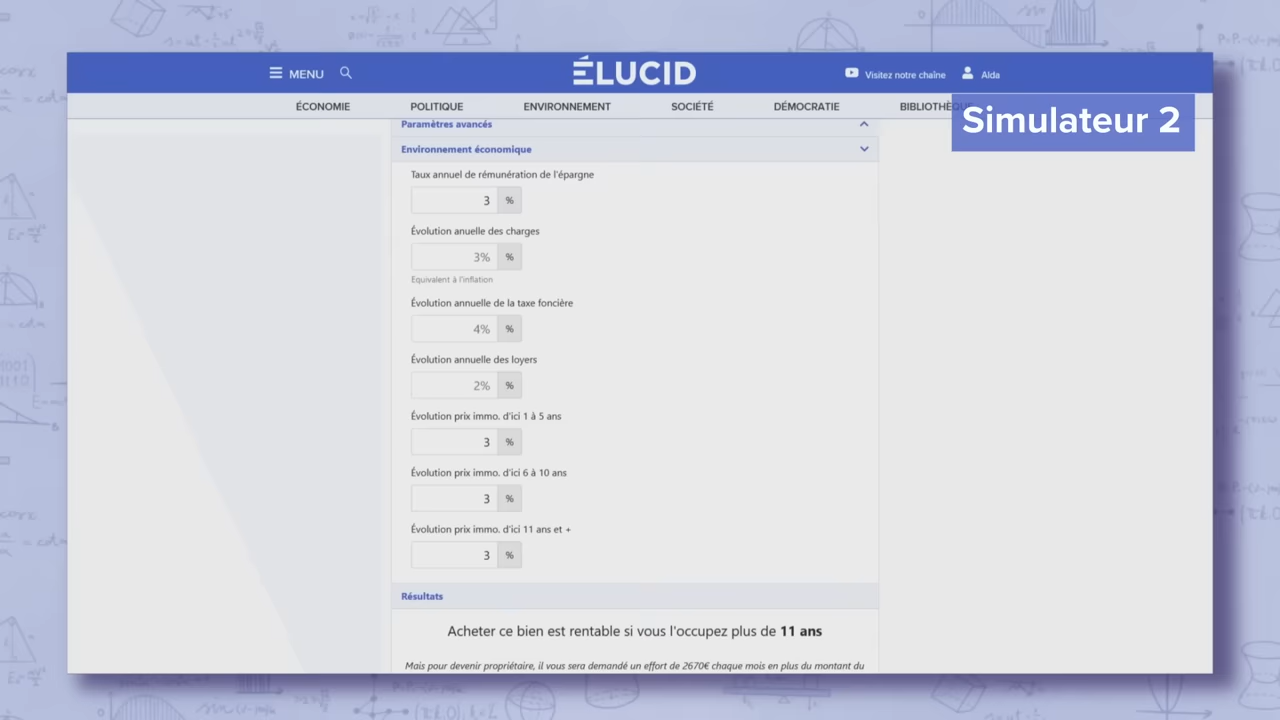 MENU
ÉLUCID
Visitez notre chaîne
Alda
ÉCONOMIE
POLITIQUE
ENVIRONNEMENT
SOCIÉTÉ
DÉMOCRATIE
Simulateur 2
Paramètres avancés
Environnement économique
Taux annuel de rémunération de l'épargne
3 %
Évolution anuelle des charges
3% %
Equivalent à l'inflation
Évolution annuelle de la taxe foncière
4% %
Évolution annuelle des loyers
2% %
Évolution prix immo. d'ici 1 à 5 ans
3 %
Évolution prix immo. d'ici 6 à 10 ans
3 %
Évolution prix immo. d'ici 11 ans et +
3 %
Résultats
Acheter ce bien est rentable si vous l'occupez plus de 11 ans
Mais pour devenir propriétaire, il vous sera demandé un effort de 2670€ chaque mois en plus du montant du